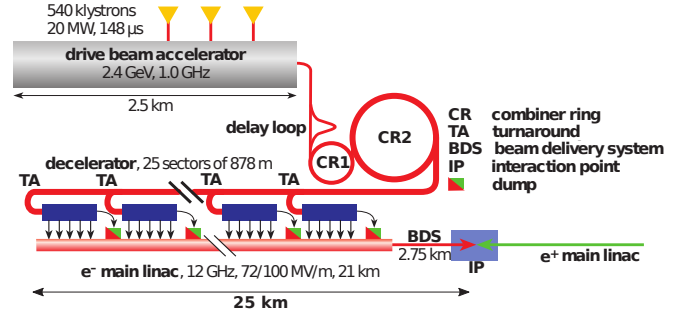 540 klystrons
20 MW, 148 µs
drive beam accelerator
2.4 GeV, 1.0 GHz
2.5 km
delay loop
CR1
CR2
CR combiner ring
TA turnaround
BDS beam delivery system
IP interaction point
dump
decelerator, 25 sectors of 878 m
TA TA TA TA
BDS
2.75 km
IP
e⁺ main linac
e⁻ main linac, 12 GHz, 72/100 MV/m, 21 km
25 km